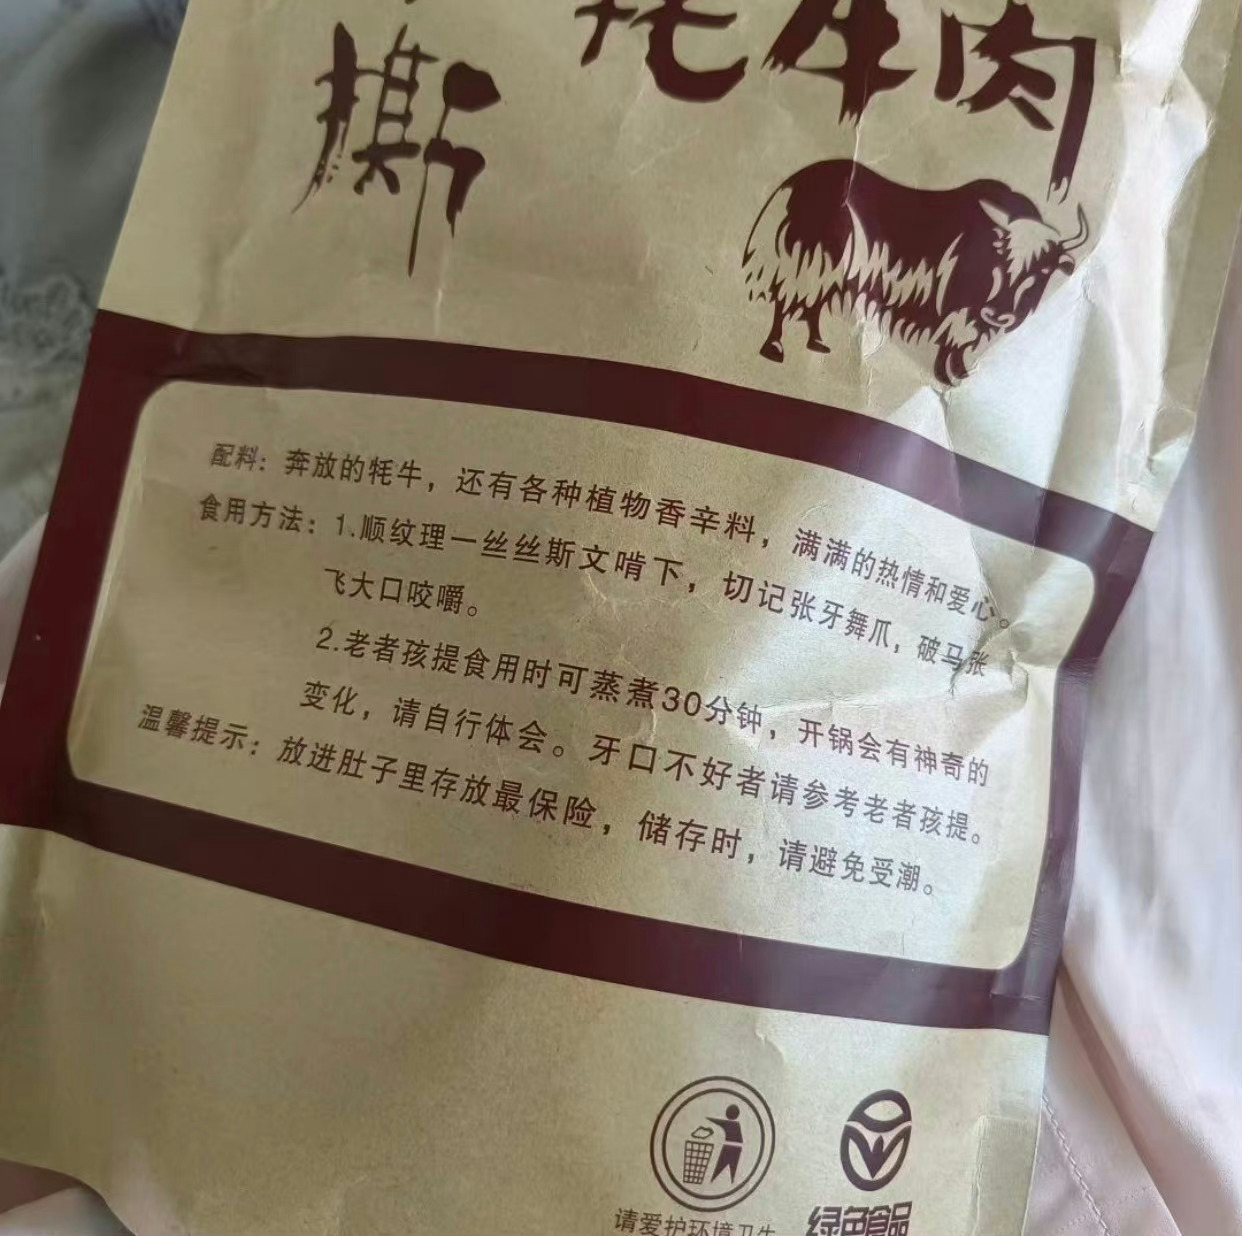 牦牛肉
撕
配料：奔放的牦牛，还有各种植物香辛料，满满的热情和爱心。
食用方法：1.顺纹理一丝丝斯文啃下，切记张牙舞爪，破马张
飞大口咬嚼。
2.老者孩提食用时可蒸煮30分钟，开锅会有神奇的
变化，请自行体会。牙口不好者请参考老者孩提。
温馨提示：放进肚子里存放最保险，储存时，请避免受潮。
请爱护环境卫生
绿色食品